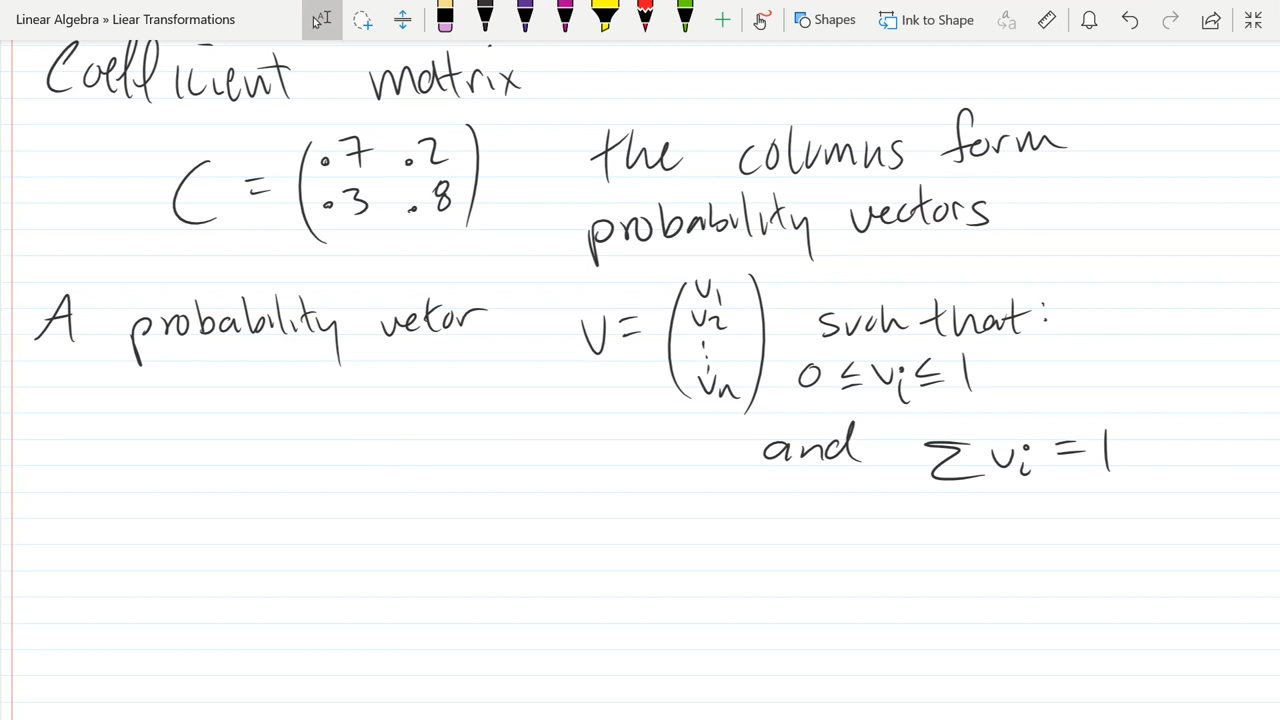 Linear Algebra » Liear Transformations
Shapes
Ink to Shape
Coefficient matrix
C = (.7 .2
.3 .8)
the columns form
probability vectors
A probability vetor
v = (v1
v2
⋮
vn)
such that:
0 ≤ vi ≤ 1
and Σ vi = 1